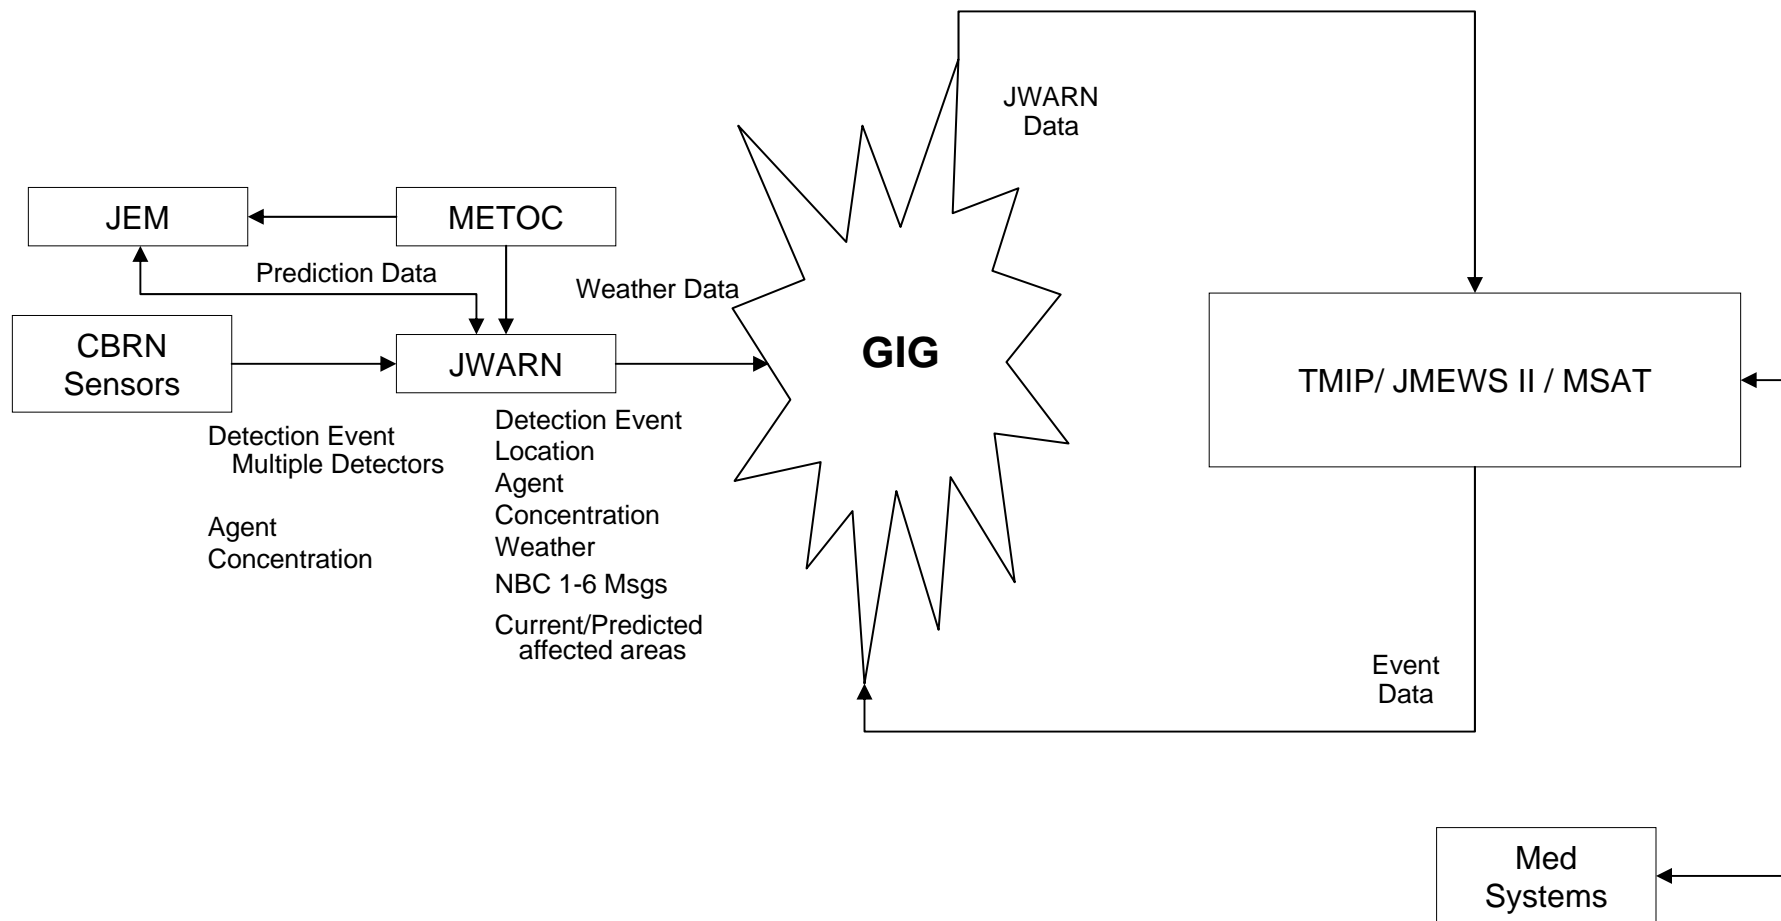 JWARN
Data
JEM
METOC
Prediction Data
Weather Data
CBRN
Sensors
JWARN
GIG
TMIP/ JMEWS II / MSAT
Detection Event
Multiple Detectors
Agent
Concentration
Detection Event
Location
Agent
Concentration
Weather
NBC 1-6 Msgs
Current/Predicted
affected areas
Event
Data
Med
Systems